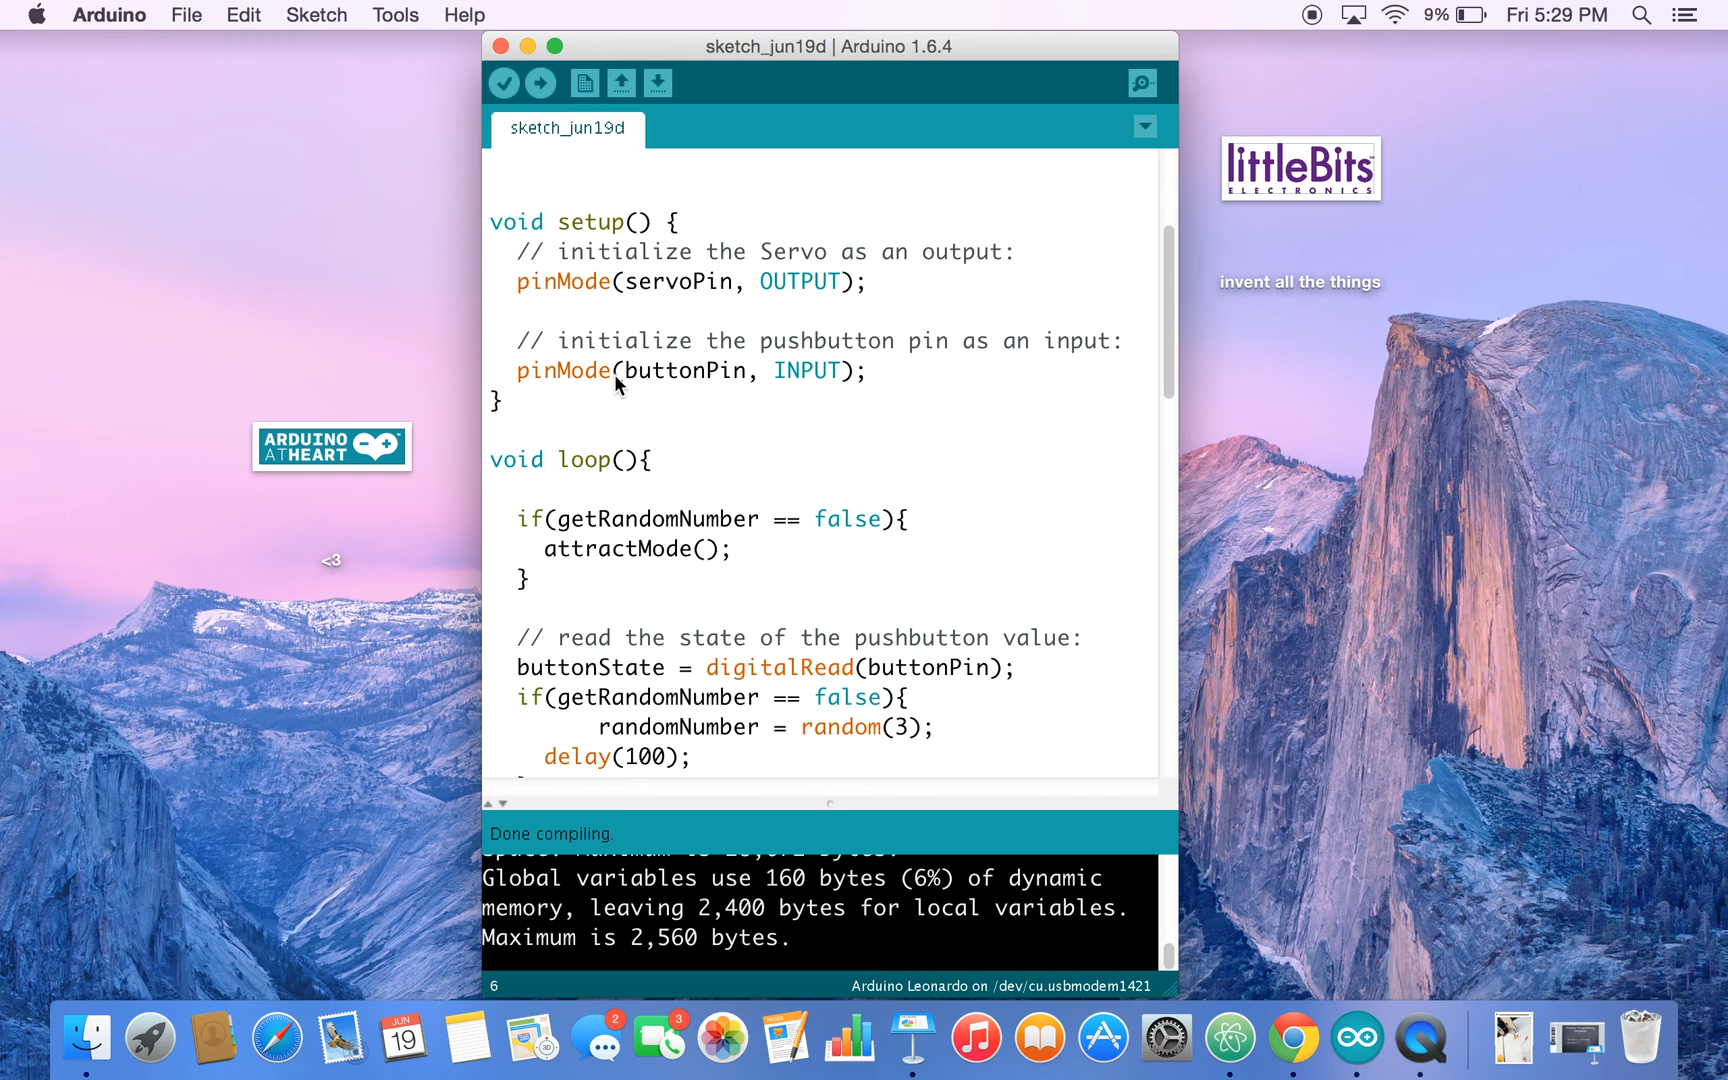 Arduino File Edit Sketch Tools Help 9% Fri 5:29 PM
sketch_jun19d | Arduino 1.6.4
sketch_jun19d
void setup() {
// initialize the Servo as an output:
pinMode(servoPin, OUTPUT);
// initialize the pushbutton pin as an input:
pinMode(buttonPin, INPUT);
}
void loop(){
if(getRandomNumber == false){
attractMode();
}
// read the state of the pushbutton value:
buttonState = digitalRead(buttonPin);
if(getRandomNumber == false){
randomNumber = random(3);
delay(100);
Done compiling.
Global variables use 160 bytes (6%) of dynamic
memory, leaving 2,400 bytes for local variables.
Maximum is 2,560 bytes.
6 Arduino Leonardo on /dev/cu.usbmodem1421
littleBits
ELECTRONICS
invent all the things
ARDUINO
ATHEART
<3
JUN
19
2
3